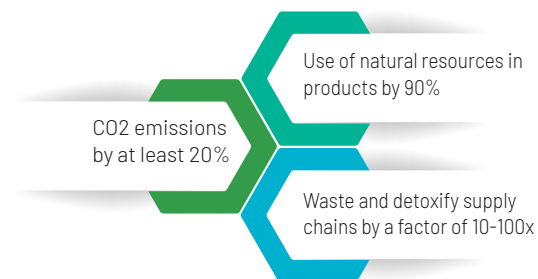 Use of natural resources in
products by 90%
CO2 emissions
by at least 20%
Waste and detoxify supply
chains by a factor of 10-100x